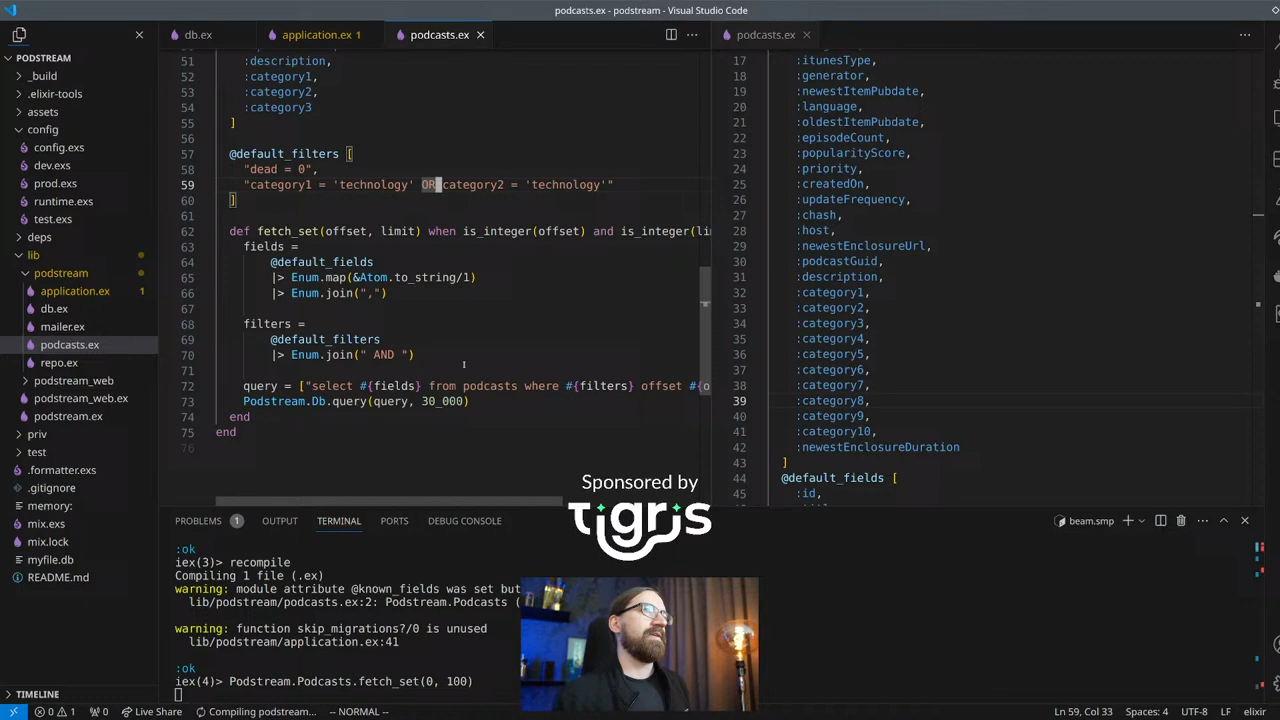 podcasts.ex - podstream - Visual Studio Code
db.ex
application.ex 1
podcasts.ex
podcasts.ex
PODSTREAM
_build
.elixir-tools
assets
config
config.exs
dev.exs
prod.exs
runtime.exs
test.exs
deps
lib
podstream
application.ex 1
db.ex
mailer.ex
podcasts.ex
repo.ex
podstream_web
podstream_web.ex
podstream.ex
priv
test
.formatter.exs
.gitignore
memory:
mix.exs
mix.lock
myfile.db
README.md
TIMELINE
51 :description,
52 :category1,
53 :category2,
54 :category3
55 ]
56
57 @default_filters [
58 "dead = 0",
59 "category1 = 'technology' OR category2 = 'technology'"
60 ]
61
62 def fetch_set(offset, limit) when is_integer(offset) and is_integer(li
63 fields =
64 @default_fields
65 |> Enum.map(&Atom.to_string/1)
66 |> Enum.join(",")
67
68 filters =
69 @default_filters
70 |> Enum.join(" AND ")
71
72 query = ["select #{fields} from podcasts where #{filters} offset #{o
73 Podstream.Db.query(query, 30_000)
74 end
75 end
76
17 :itunesType,
18 :generator,
19 :newestItemPubdate,
20 :language,
21 :oldestItemPubdate,
22 :episodeCount,
23 :popularityScore,
24 :priority,
25 :createdOn,
26 :updateFrequency,
27 :chash,
28 :host,
29 :newestEnclosureUrl,
30 :podcastGuid,
31 :description,
32 :category1,
33 :category2,
34 :category3,
35 :category4,
36 :category5,
37 :category6,
38 :category7,
39 :category8,
40 :category9,
41 :category10,
42 :newestEnclosureDuration
43 ]
44 @default_fields [
45 :id,
Sponsored by
tigris
PROBLEMS 1 OUTPUT TERMINAL PORTS DEBUG CONSOLE
beam.smp
:ok
iex(3)> recompile
Compiling 1 file (.ex)
warning: module attribute @known_fields was set but
lib/podstream/podcasts.ex:2: Podstream.Podcasts (
warning: function skip_migrations?/0 is unused
lib/podstream/application.ex:41
:ok
iex(4)> Podstream.Podcasts.fetch_set(0, 100)
0 1 0 Live Share Compiling podstream... -- NORMAL -- Ln 59, Col 33 Spaces: 4 UTF-8 LF elixir